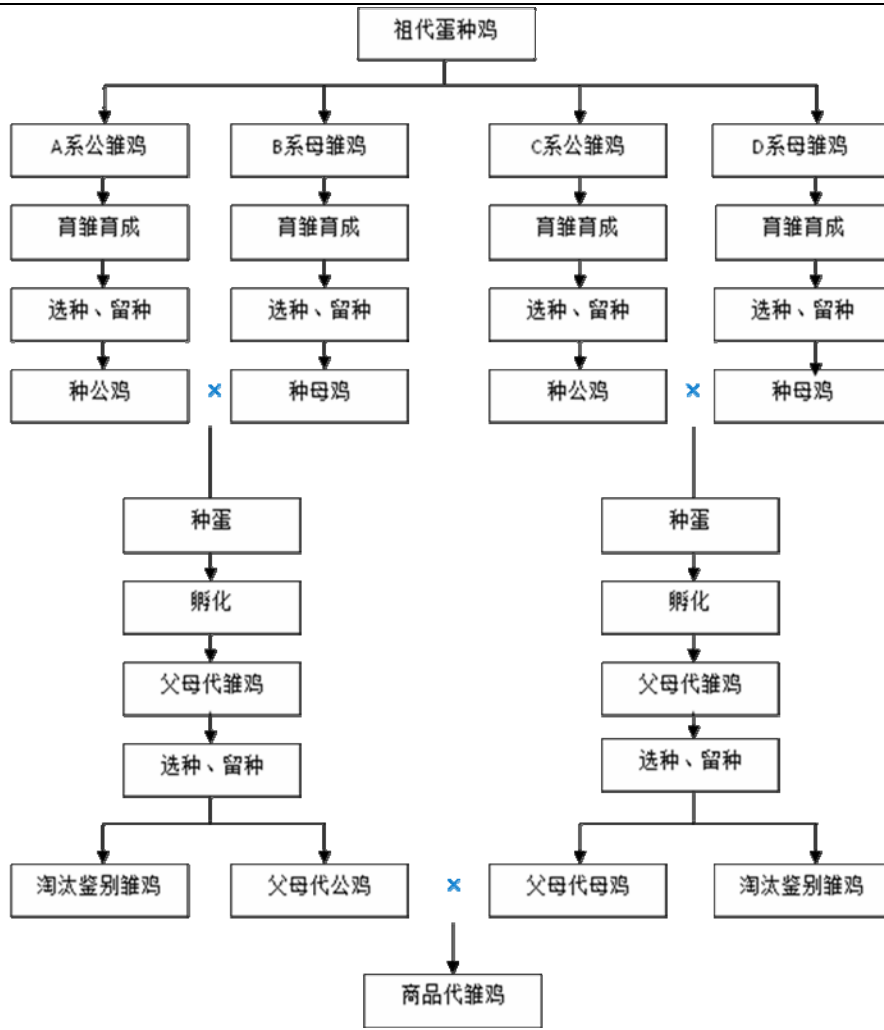 祖代蛋种鸡
A系公雏鸡
B系母雏鸡
C系公雏鸡
D系母雏鸡
育雏育成
育雏育成
育雏育成
育雏育成
选种、留种
选种、留种
选种、留种
选种、留种
种公鸡
×
种母鸡
种公鸡
×
种母鸡
种蛋
种蛋
孵化
孵化
父母代雏鸡
父母代雏鸡
选种、留种
选种、留种
淘汰鉴别雏鸡
父母代公鸡
×
父母代母鸡
淘汰鉴别雏鸡
商品代雏鸡